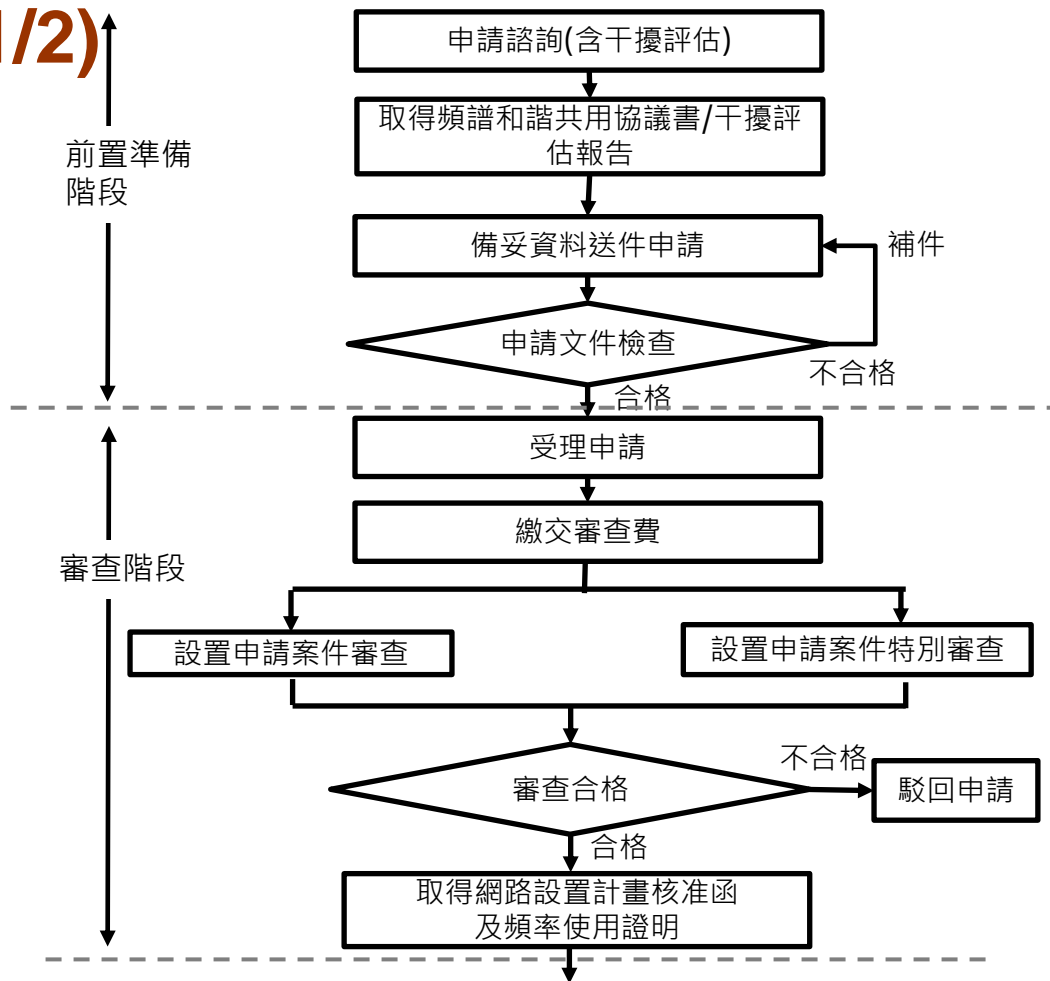 1/2)
申請諮詢(含干擾評估)
取得頻譜和諧共用協議書/干擾評
估報告
前置準備
階段
備妥資料送件申請
補件
申請文件檢查
不合格
合格
受理申請
繳交審查費
審查階段
設置申請案件審查
設置申請案件特別審查
不合格
審查合格
駁回申請
合格
取得網路設置計畫核准函
及頻率使用證明